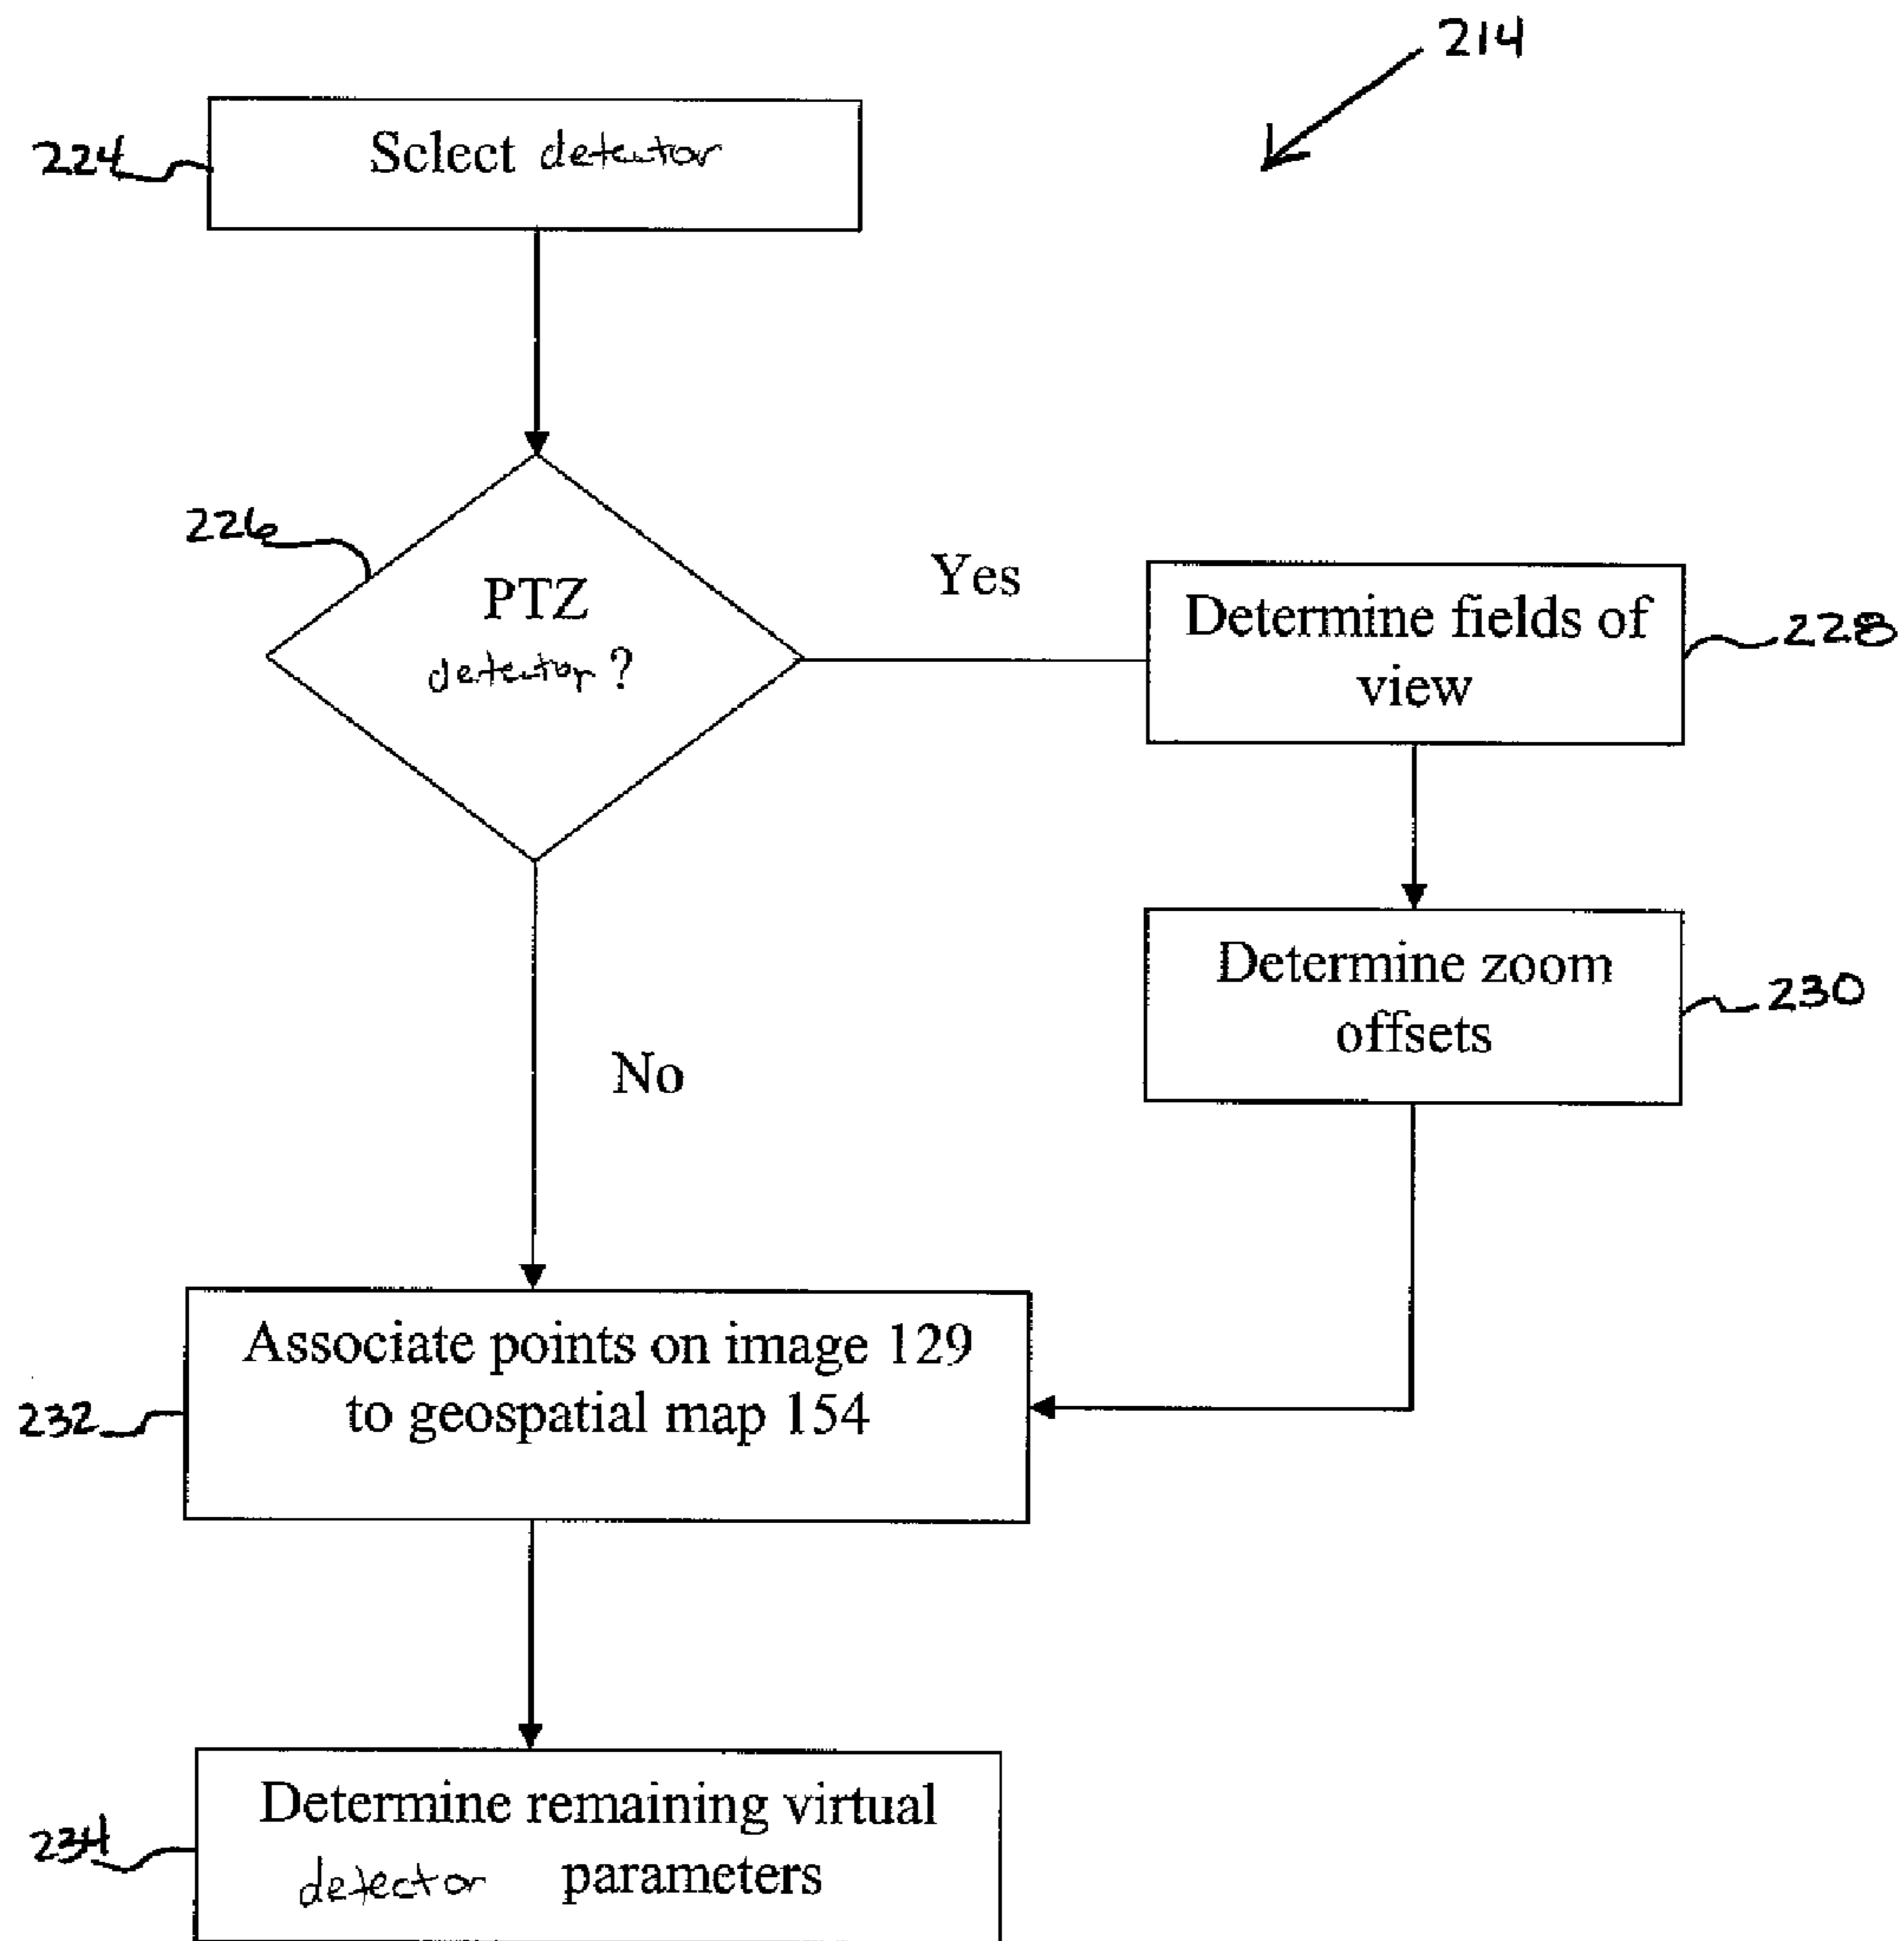 214
224
Select detector
226
PTZ
detector ?
Yes
Determine fields of
view
228
Determine zoom
offsets
230
No
Associate points on image 129
to geospatial map 154
232
Determine remaining virtual
detector parameters
234